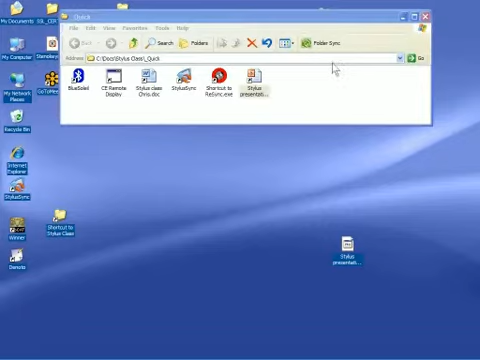 Quick
File Edit View Favorites Tools Help
Back Search Folders Folder Sync
Address C:\Docs\Stylus Class\_Quick Go
BlueSoleil
CE Remote
Display
Stylus class
Chris.doc
StylusSync
Shortcut to
ReSync.exe
Stylus
presentati...
My Documents
My Computer
My Network
Places
Recycle Bin
Internet
Explorer
StylusSync
Winner
Shortcut to
Stylus Class
Stylus
presentati...